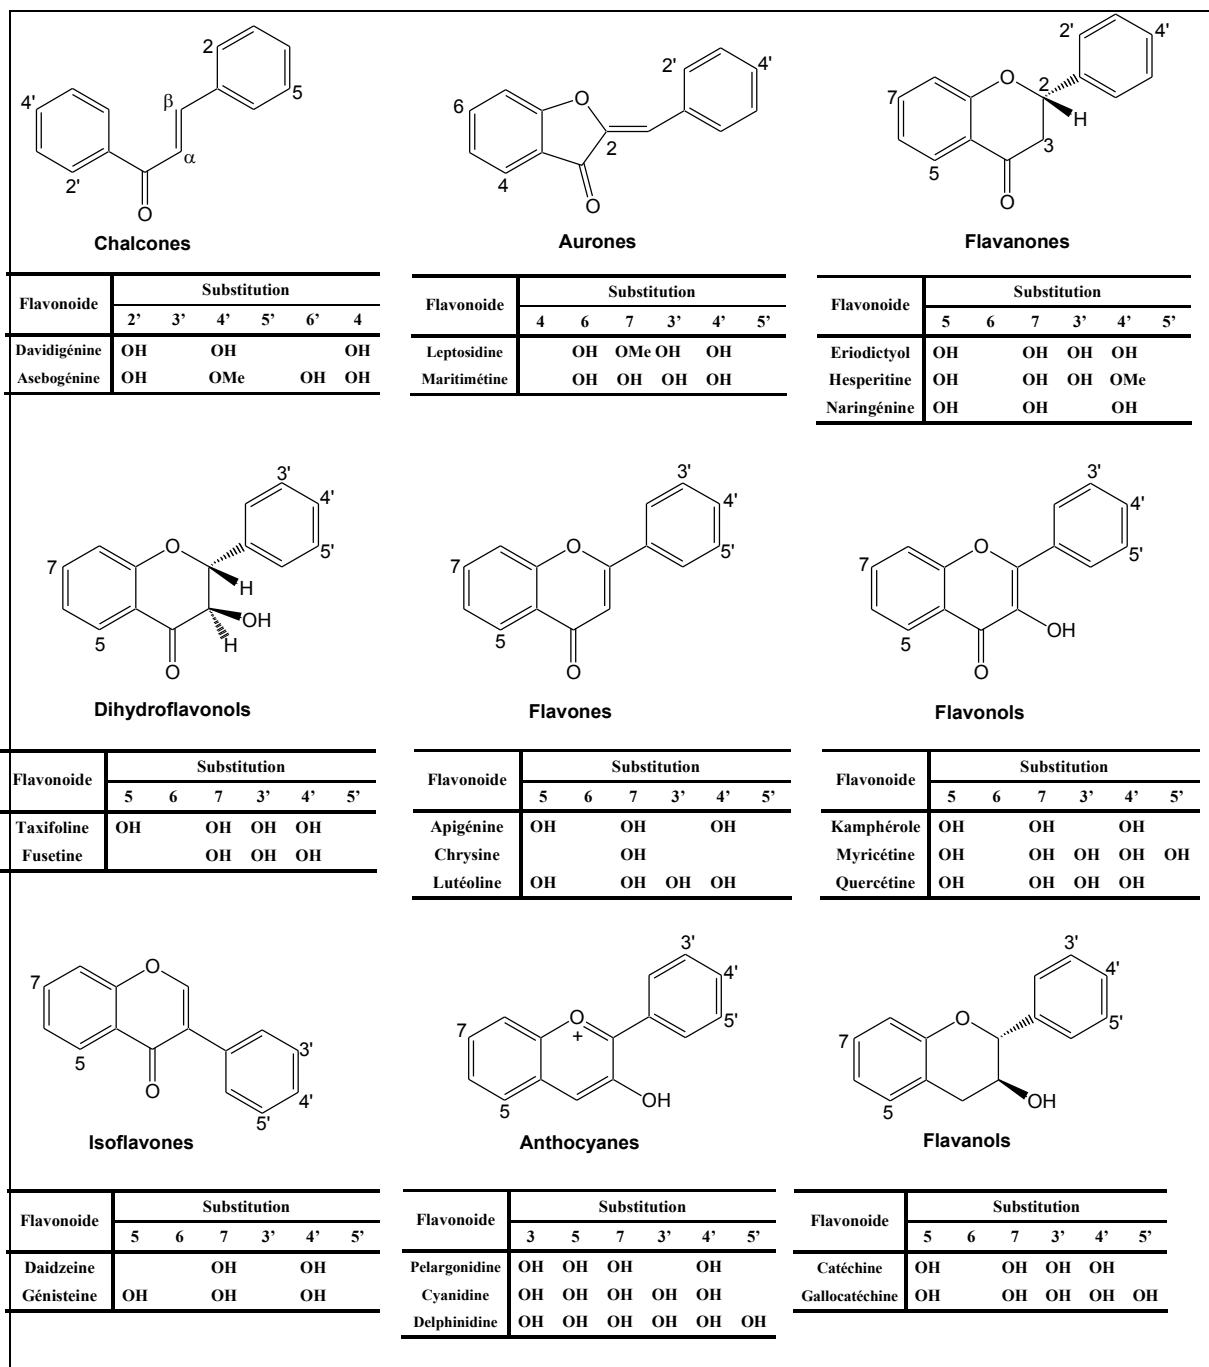 2 5 β 4' α 2' O
Chalcones
2' 4' 6 O 2 4 O
Aurones
2' 4' O 2 7 H 3 5 O
Flavanones
Flavonoide Substitution
2’ 3’ 4’ 5’ 6’ 4
Davidigénine OH OH OH
Asebogénine OH OMe OH OH
Flavonoide Substitution
4 6 7 3’ 4’ 5’
Leptosidine OH OMe OH OH
Maritimétine OH OH OH OH
Flavonoide Substitution
5 6 7 3’ 4’ 5’
Eriodictyol OH OH OH OH
Hesperitine OH OH OH OMe
Naringénine OH OH OH
3' 4' 5' O 7 H OH H 5 O
Dihydroflavonols
3' 4' 5' O 7 5 O
Flavones
3' 4' 5' O 7 OH 5 O
Flavonols
Flavonoide Substitution
5 6 7 3’ 4’ 5’
Taxifoline OH OH OH OH
Fusetine OH OH OH
Flavonoide Substitution
5 6 7 3’ 4’ 5’
Apigénine OH OH OH
Chrysine OH
Lutéoline OH OH OH OH
Flavonoide Substitution
5 6 7 3’ 4’ 5’
Kamphérole OH OH OH
Myricétine OH OH OH OH OH
Quercétine OH OH OH OH
O 7 5 O 3' 4' 5'
Isoflavones
3' 4' 5' O + 7 5 OH
Anthocyanes
3' 4' 5' O 7 5 OH
Flavanols
Flavonoide Substitution
5 6 7 3’ 4’ 5’
Daidzeine OH OH
Génisteine OH OH OH
Flavonoide Substitution
3 5 7 3’ 4’ 5’
Pelargonidine OH OH OH OH
Cyanidine OH OH OH OH OH
Delphinidine OH OH OH OH OH OH
Flavonoide Substitution
5 6 7 3’ 4’ 5’
Catéchine OH OH OH OH
Gallocatéchine OH OH OH OH OH